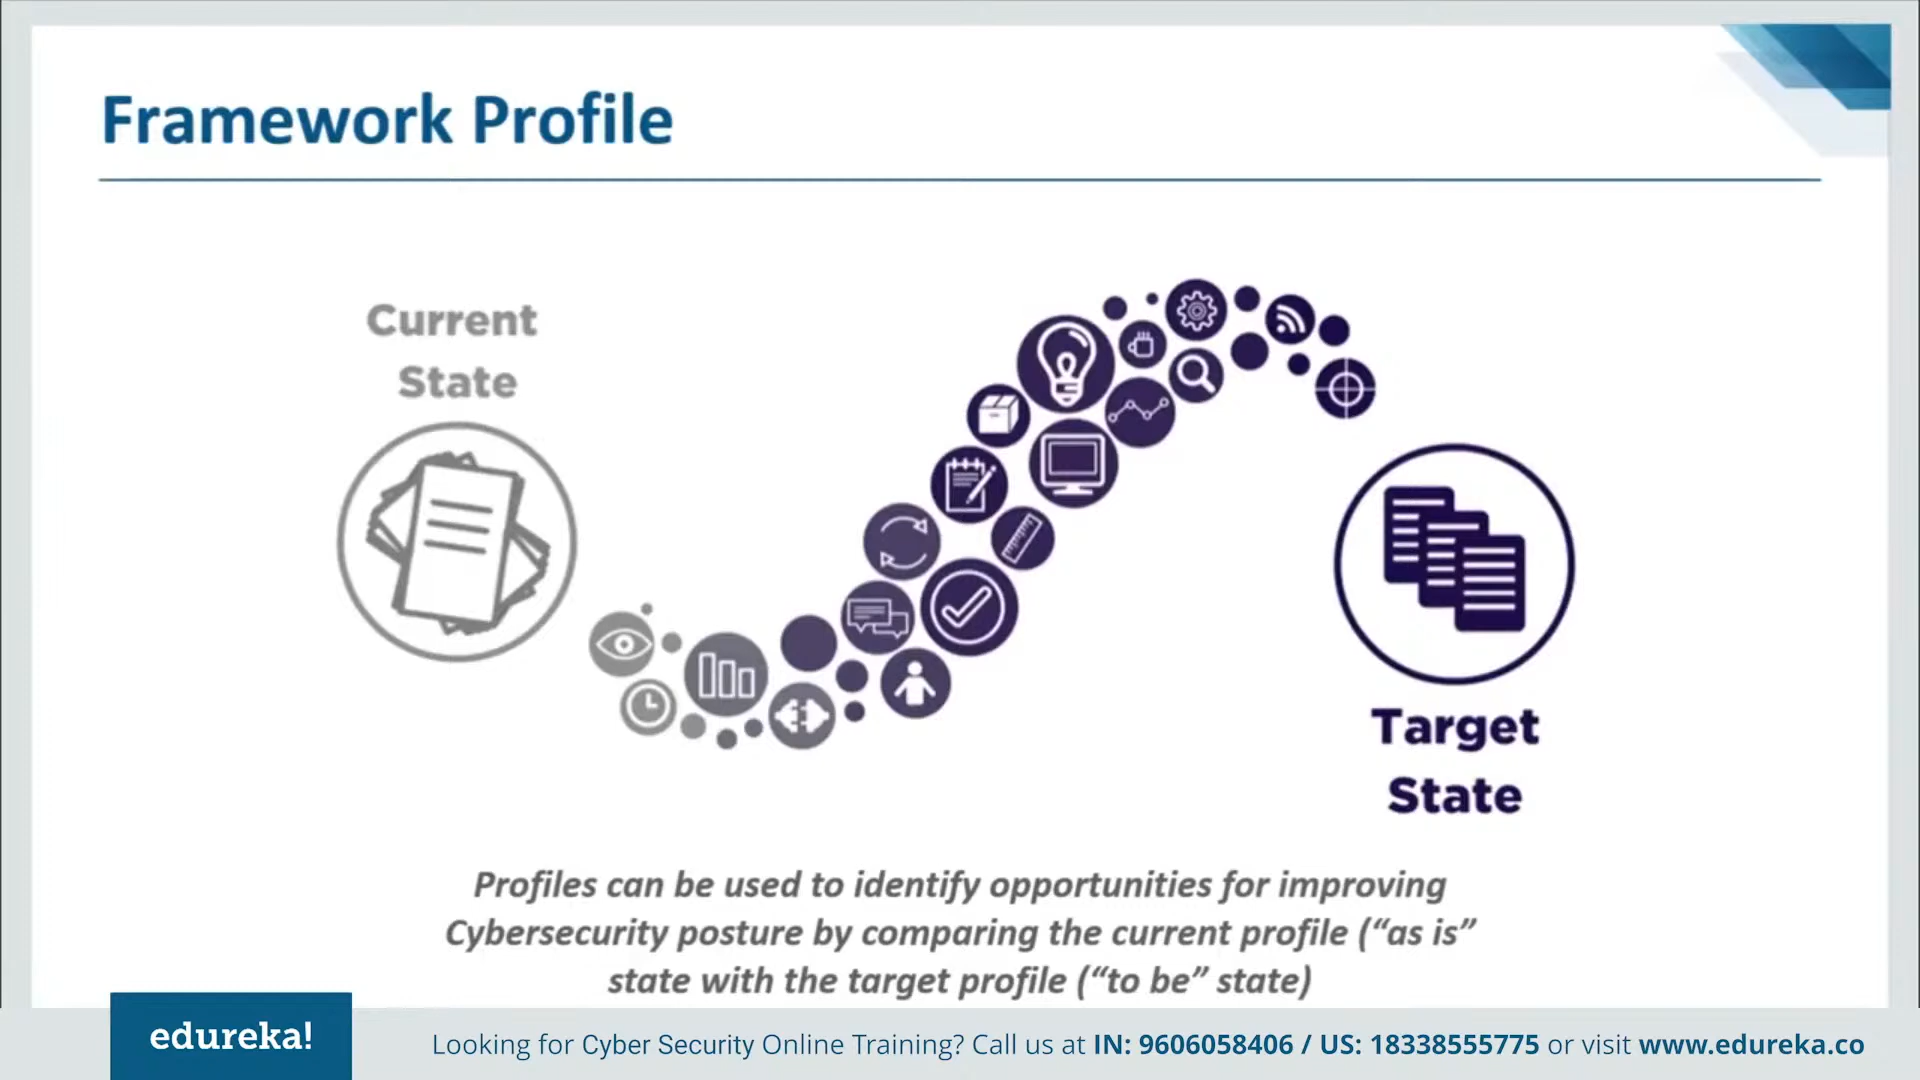 Framework Profile
Current
State
Target
State
Profiles can be used to identify opportunities for improving
Cybersecurity posture by comparing the current profile (“as is”
state with the target profile (“to be” state)
edureka!
Looking for Cyber Security Online Training? Call us at IN: 9606058406 / US: 18338555775 or visit www.edureka.co